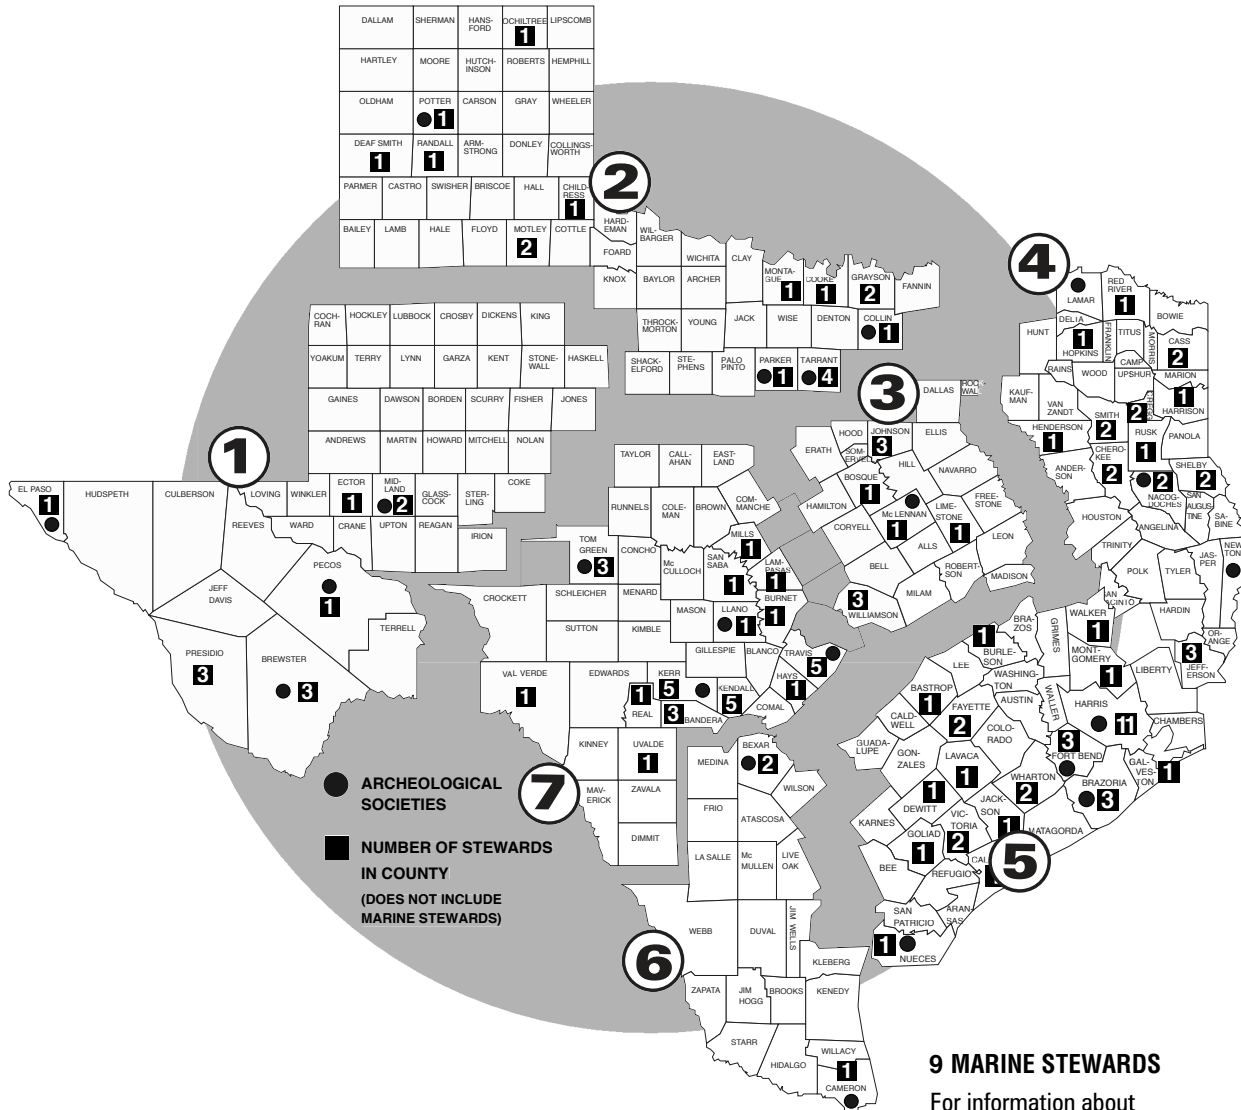 DALLAM SHERMAN HANS-
FORD OCHILTREE LIPSCOMB
1
HARTLEY MOORE HUTCH-
INSON ROBERTS HEMPHILL
OLDHAM POTTER CARSON GRAY WHEELER
1
DEAF SMITH RANDALL ARM-
STRONG DONLEY COLLINGS-
WORTH
1 1
2
PARMER CASTRO SWISHER BRISCOE HALL CHILD-
RESS
1
BAILEY LAMB HALE FLOYD MOTLEY COTTLE
2
HARD-
EMAN
WIL-
BARGER
FOARD WICHITA CLAY
KNOX BAYLOR ARCHER
MONTA-
GUE COOKE GRAYSON FANNIN
1 1 2
THROCK-
MORTON YOUNG JACK WISE DENTON COLLIN
1
SHACK-
ELFORD STE-
PHENS PALO
PINTO PARKER TARRANT
1 4
COCH-
RAN HOCKLEY LUBBOCK CROSBY DICKENS KING
YOAKUM TERRY LYNN GARZA KENT STONE-
WALL HASKELL
GAINES DAWSON BORDEN SCURRY FISHER JONES
ANDREWS MARTIN HOWARD MITCHELL NOLAN
1
EL PASO
1
HUDSPETH CULBERSON LOVING WINKLER ECTOR
1
MID-
LAND
2
GLASS-
COCK STER-
LING COKE
REEVES WARD CRANE UPTON REAGAN IRION
PECOS
1
JEFF
DAVIS
TERRELL
PRESIDIO
3
BREWSTER
3
3
DALLAS ROCK-
WALL
HOOD JOHNSON ELLIS
3
ERATH SOM-
ERVELL HILL NAVARRO
BOSQUE
1
HAMILTON Mc LENNAN
1
LIME-
STONE
1
FREE-
STONE
CORYELL FALLS LEON
BELL ROBERT-
SON MADISON
MILAM
3
WILLIAMSON
4
LAMAR RED
RIVER
1
BOWIE
HUNT DELTA
1
HOPKINS
FRANKLIN TITUS MORRIS CASS
2
RAINS WOOD CAMP UPSHUR MARION
1
HARRISON
KAUF-
MAN VAN
ZANDT SMITH
2
GREGG
2
HENDERSON
1
RUSK
1
PANOLA
ANDER-
SON CHERO-
KEE
2
SHELBY
2
2
NACOG-
DOCHES SAN
AUGUS-
TINE SA-
BINE
HOUSTON ANGELINA
TRINITY POLK TYLER JAS-
PER NEW-
TON
SAN
JACINTO HARDIN
OR-
ANGE
3
JEFF-
ERSON
LIBERTY CHAMBERS
TAYLOR CALL-
AHAN EAST-
LAND
RUNNELS COLE-
MAN BROWN COM-
MANCHE
MILLS
1
TOM
GREEN
3
CONCHO Mc
CULLOCH SAN
SABA
1
LAM-
PASAS
1
CROCKETT SCHLEICHER MENARD MASON LLANO
1
BURNET
1
SUTTON KIMBLE GILLESPIE BLANCO TRAVIS
5
VAL VERDE
1
EDWARDS KERR
5
KENDALL
5
HAYS
1
COMAL
1
REAL
3
BANDERA
KINNEY UVALDE
1
7
MAV-
ERICK ZAVALA
DIMMIT
MEDINA BEXAR
2
WILSON
FRIO ATASCOSA
LA SALLE Mc
MULLEN LIVE
OAK
6
WEBB DUVAL JIM WELLS
KLEBERG
ZAPATA JIM
HOGG BROOKS KENEDY
STARR HIDALGO WILLACY
1
CAMERON
BRA-
ZOS GRIMES WALKER
1
1
BURLE-
SON
MONT-
GOMERY
1
LEE WASHING-
TON WALLER
BASTROP
1
FAYETTE
2
AUSTIN HARRIS
11
CALD-
WELL COLO-
RADO
3
FORT BEND
GUADA-
LUPE GON-
ZALES LAVACA
1
WHARTON
2
BRAZORIA
3
GAL-
VES-
TON
1
1
DEWITT
KARNES VIC-
TORIA
2
JACK-
SON
1
MATAGORDA
GOLIAD
1
5
BEE REFUGIO
SAN
PATRICIO ARAN-
SAS
1
NUECES
ARCHEOLOGICAL
SOCIETIES
NUMBER OF STEWARDS
IN COUNTY
(DOES NOT INCLUDE
MARINE STEWARDS)
9 MARINE STEWARDS
For information about